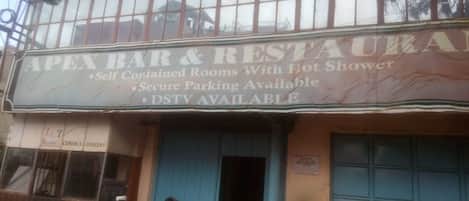 APEX BAR & RESTAURA
•Self Contained Rooms With Hot Shower
•Secure Parking Available
•DSTV AVAILABLE